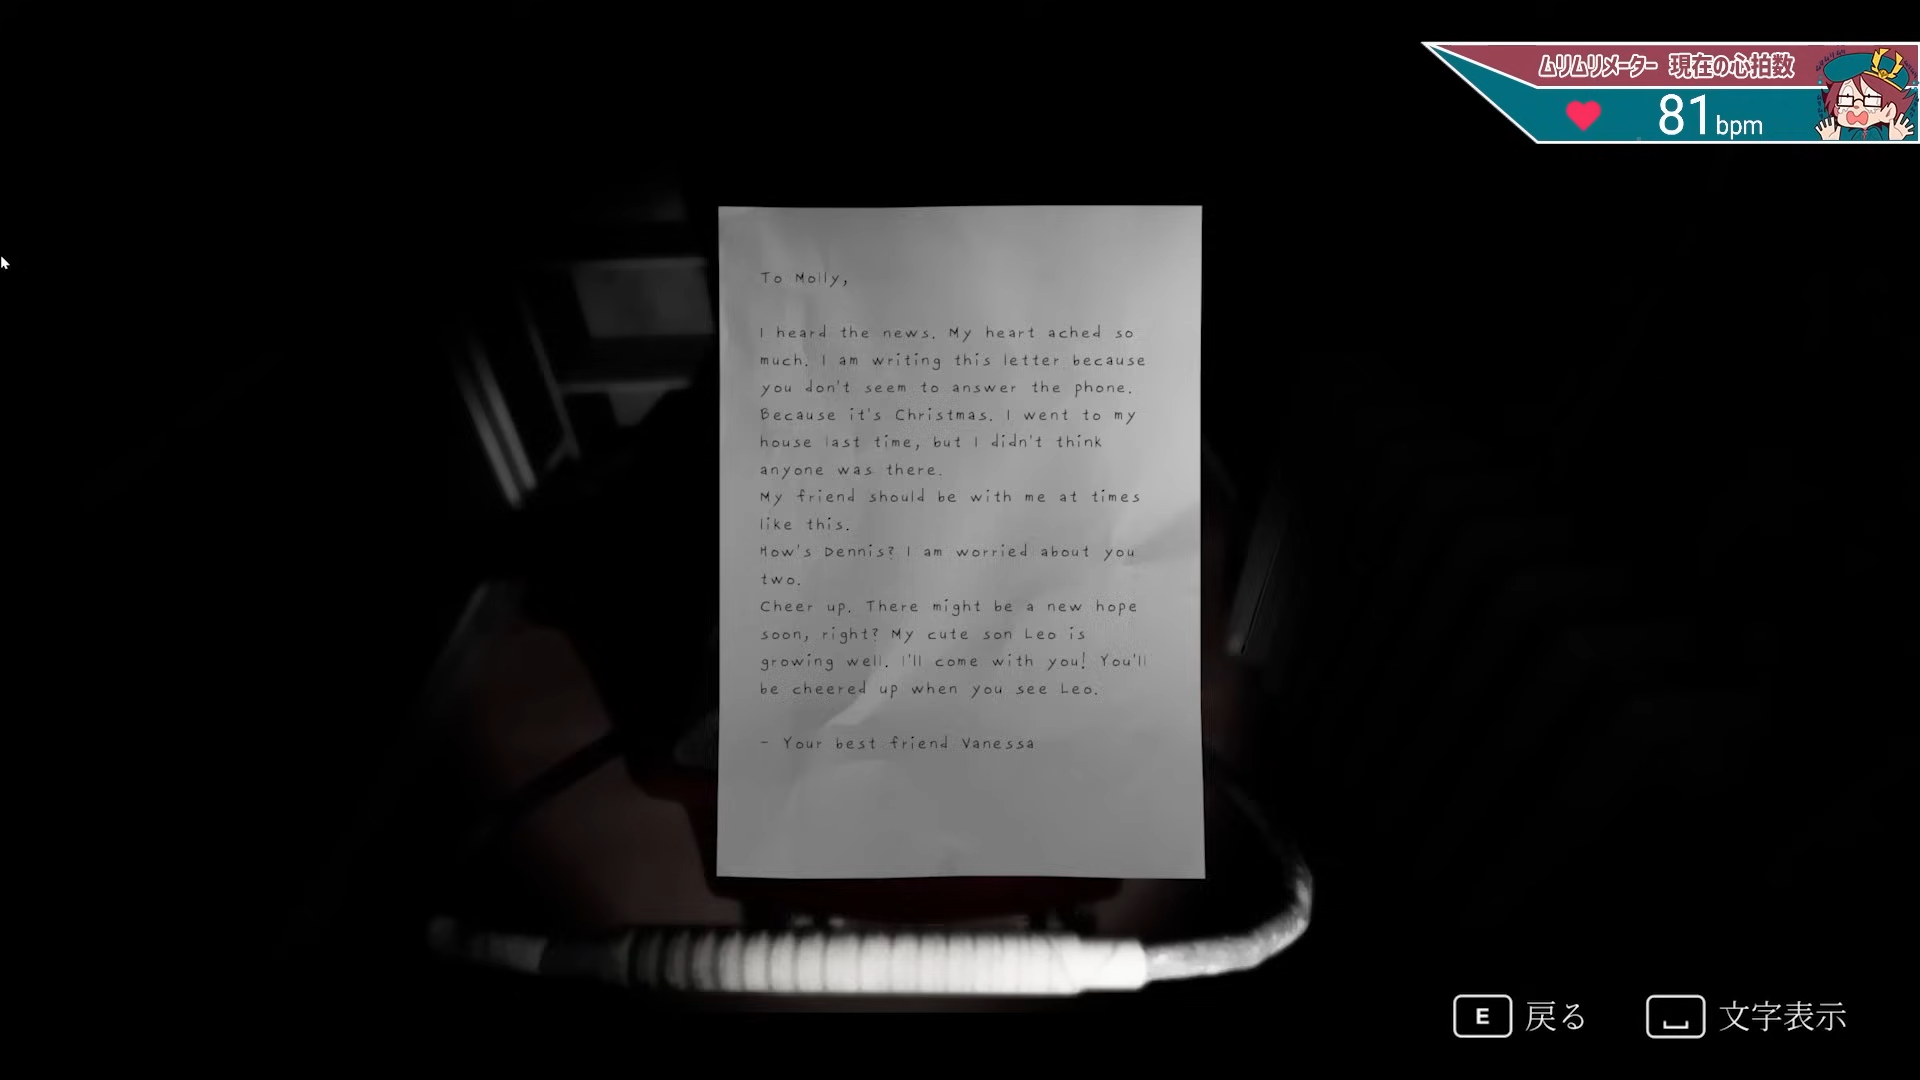 ムリムリメーター 現在の心拍数
81bpm
To Molly,
I heard the news. My heart ached so
much. I am writing this letter because
you don't seem to answer the phone.
Because it's Christmas. I went to my
house last time, but I didn't think
anyone was there.
My friend should be with me at times
like this.
How's Dennis? I am worried about you
two.
Cheer up. There might be a new hope
soon, right? My cute son Leo is
growing well. I'll come with you! You'll
be cheered up when you see Leo.
- Your best friend Vanessa
E 戻る 文字表示